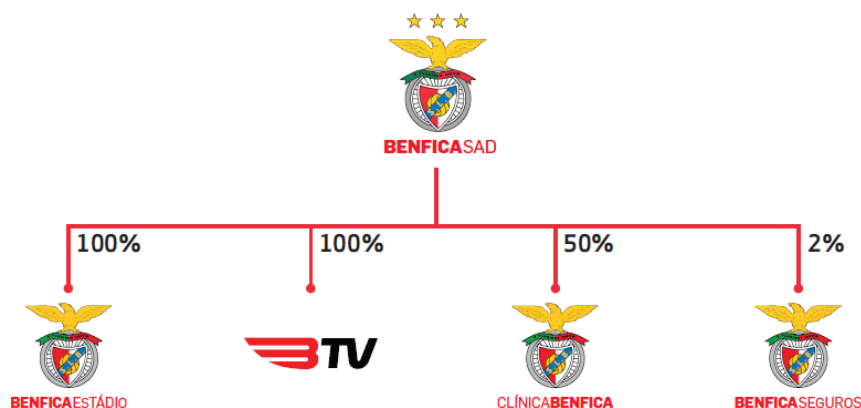 BENFICASAD
100%
100%
50%
2%
BENFICAESTÁDIO
BTV
CLÍNICABENFICA
BENFICASEGUROS